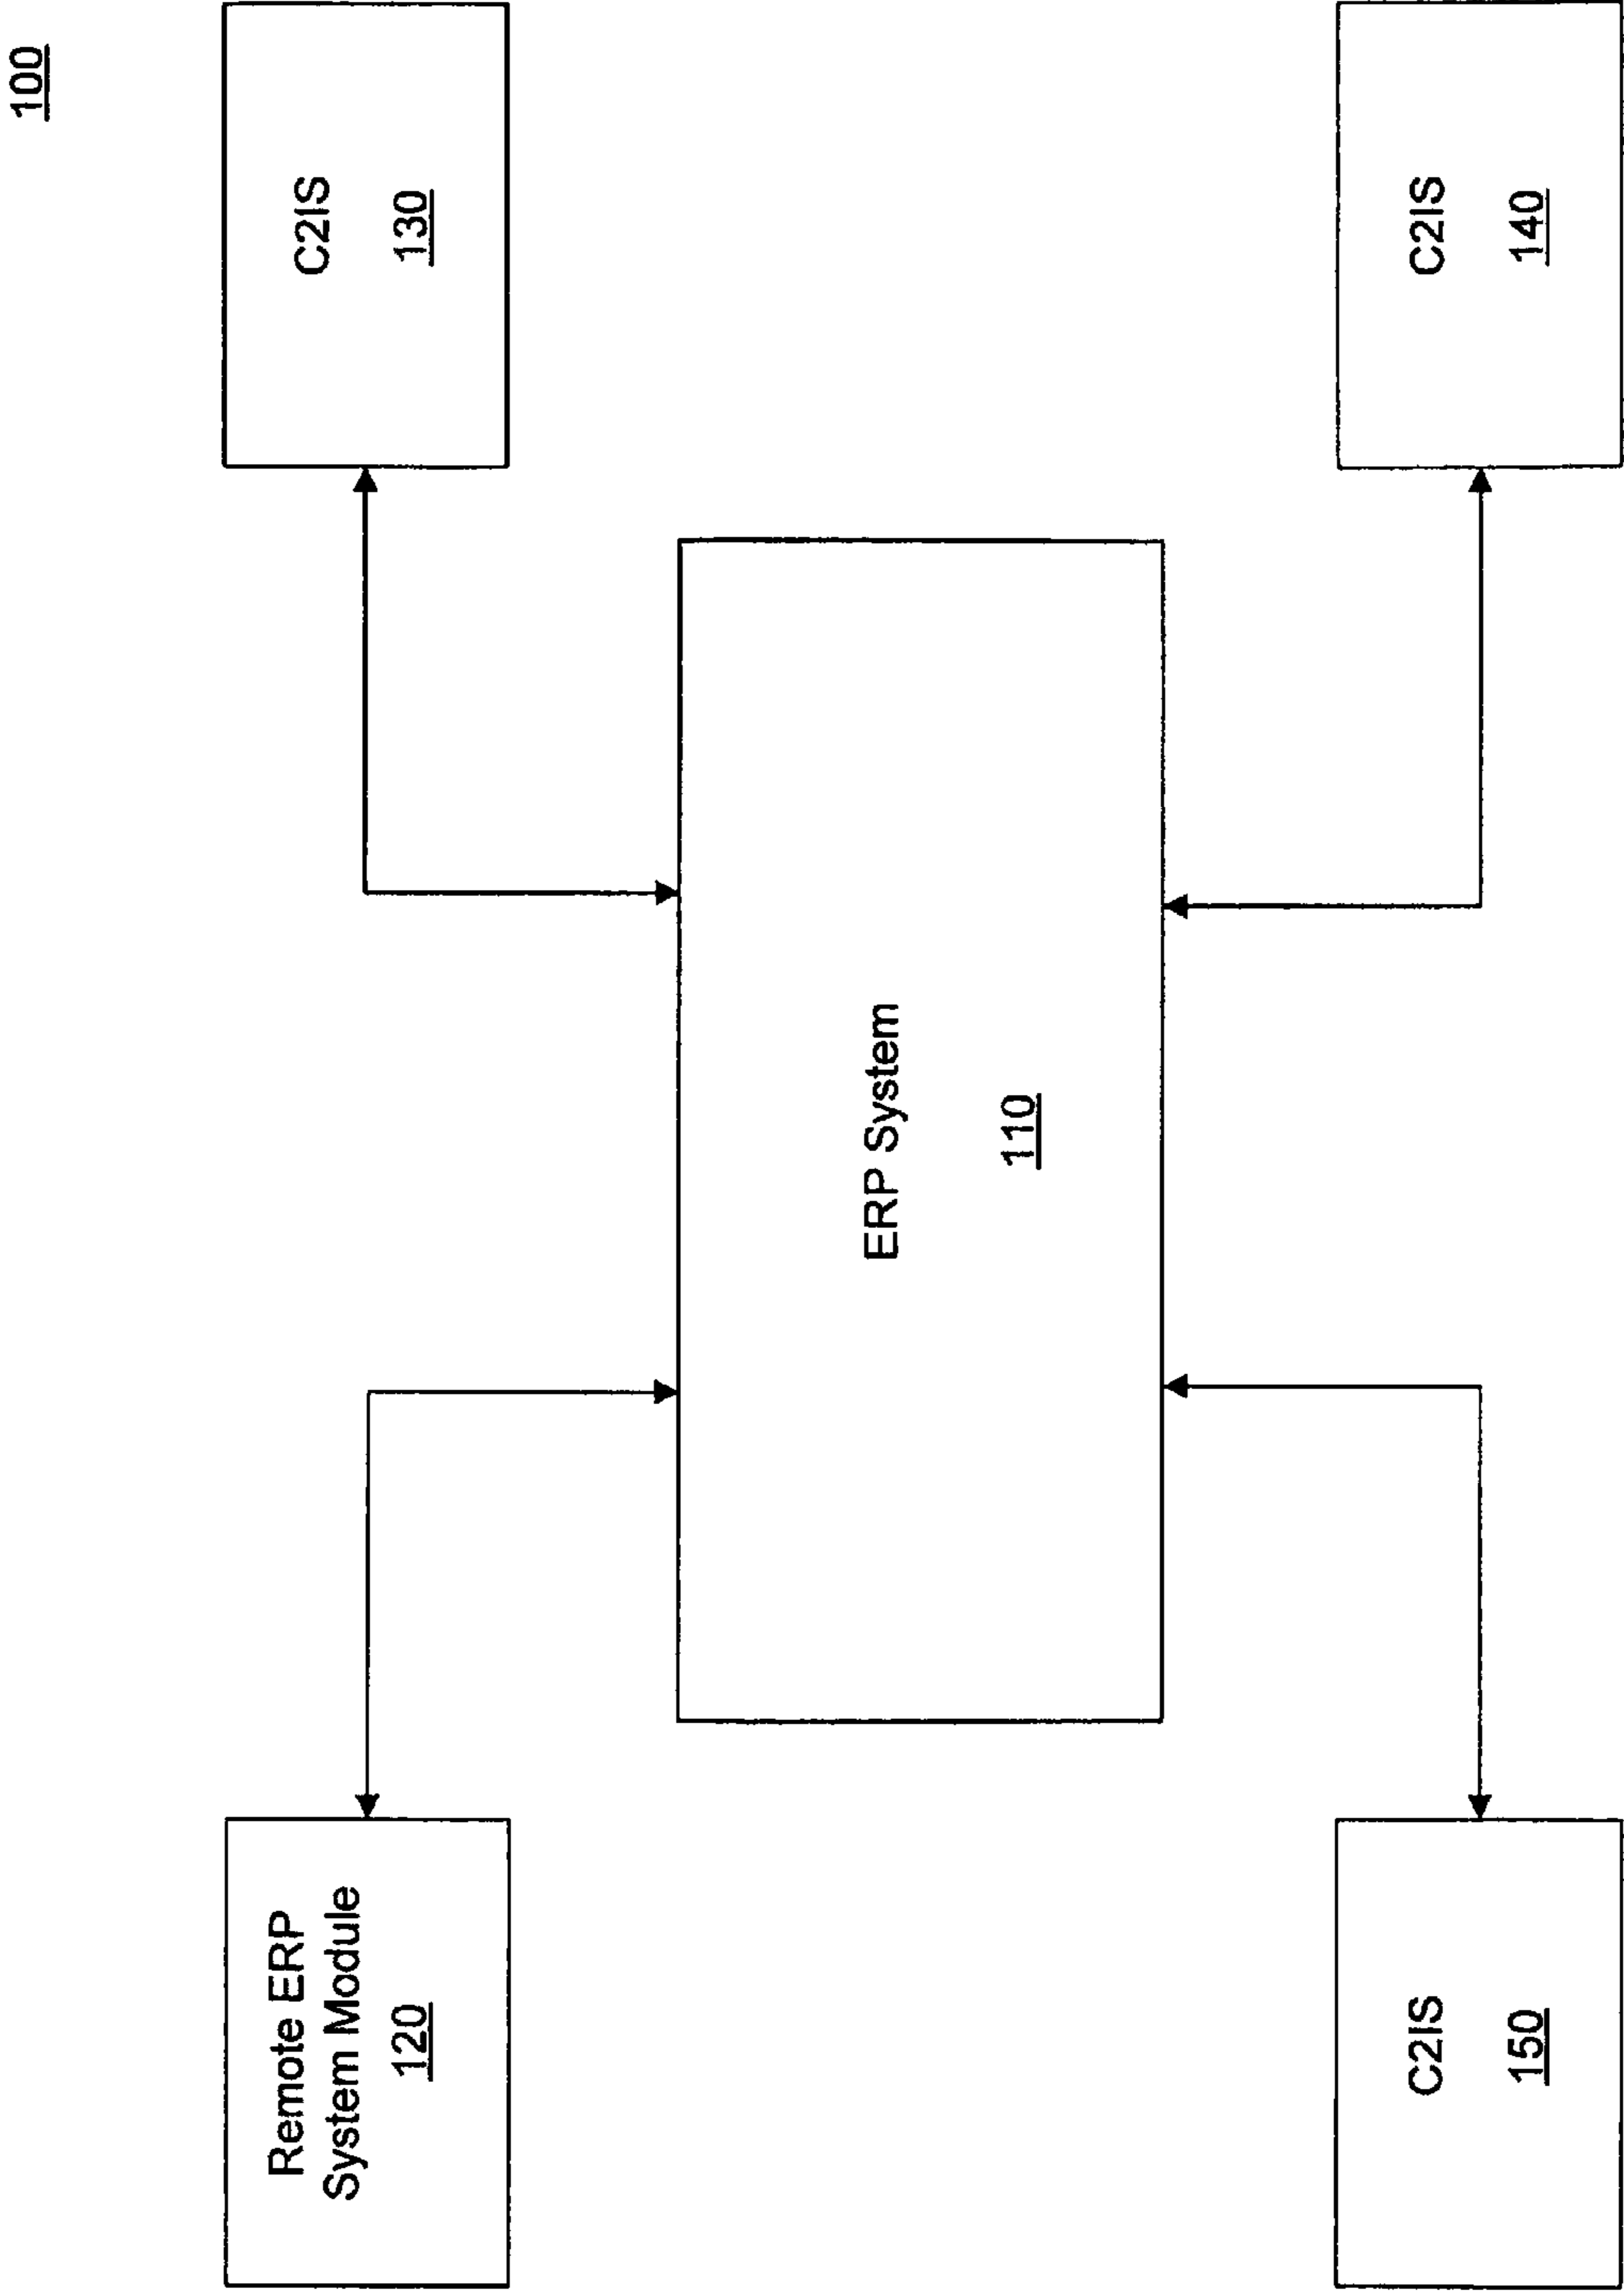 100
Remote ERP
System Module
120
C2IS
130
ERP System
110
C2IS
150
C2IS
140